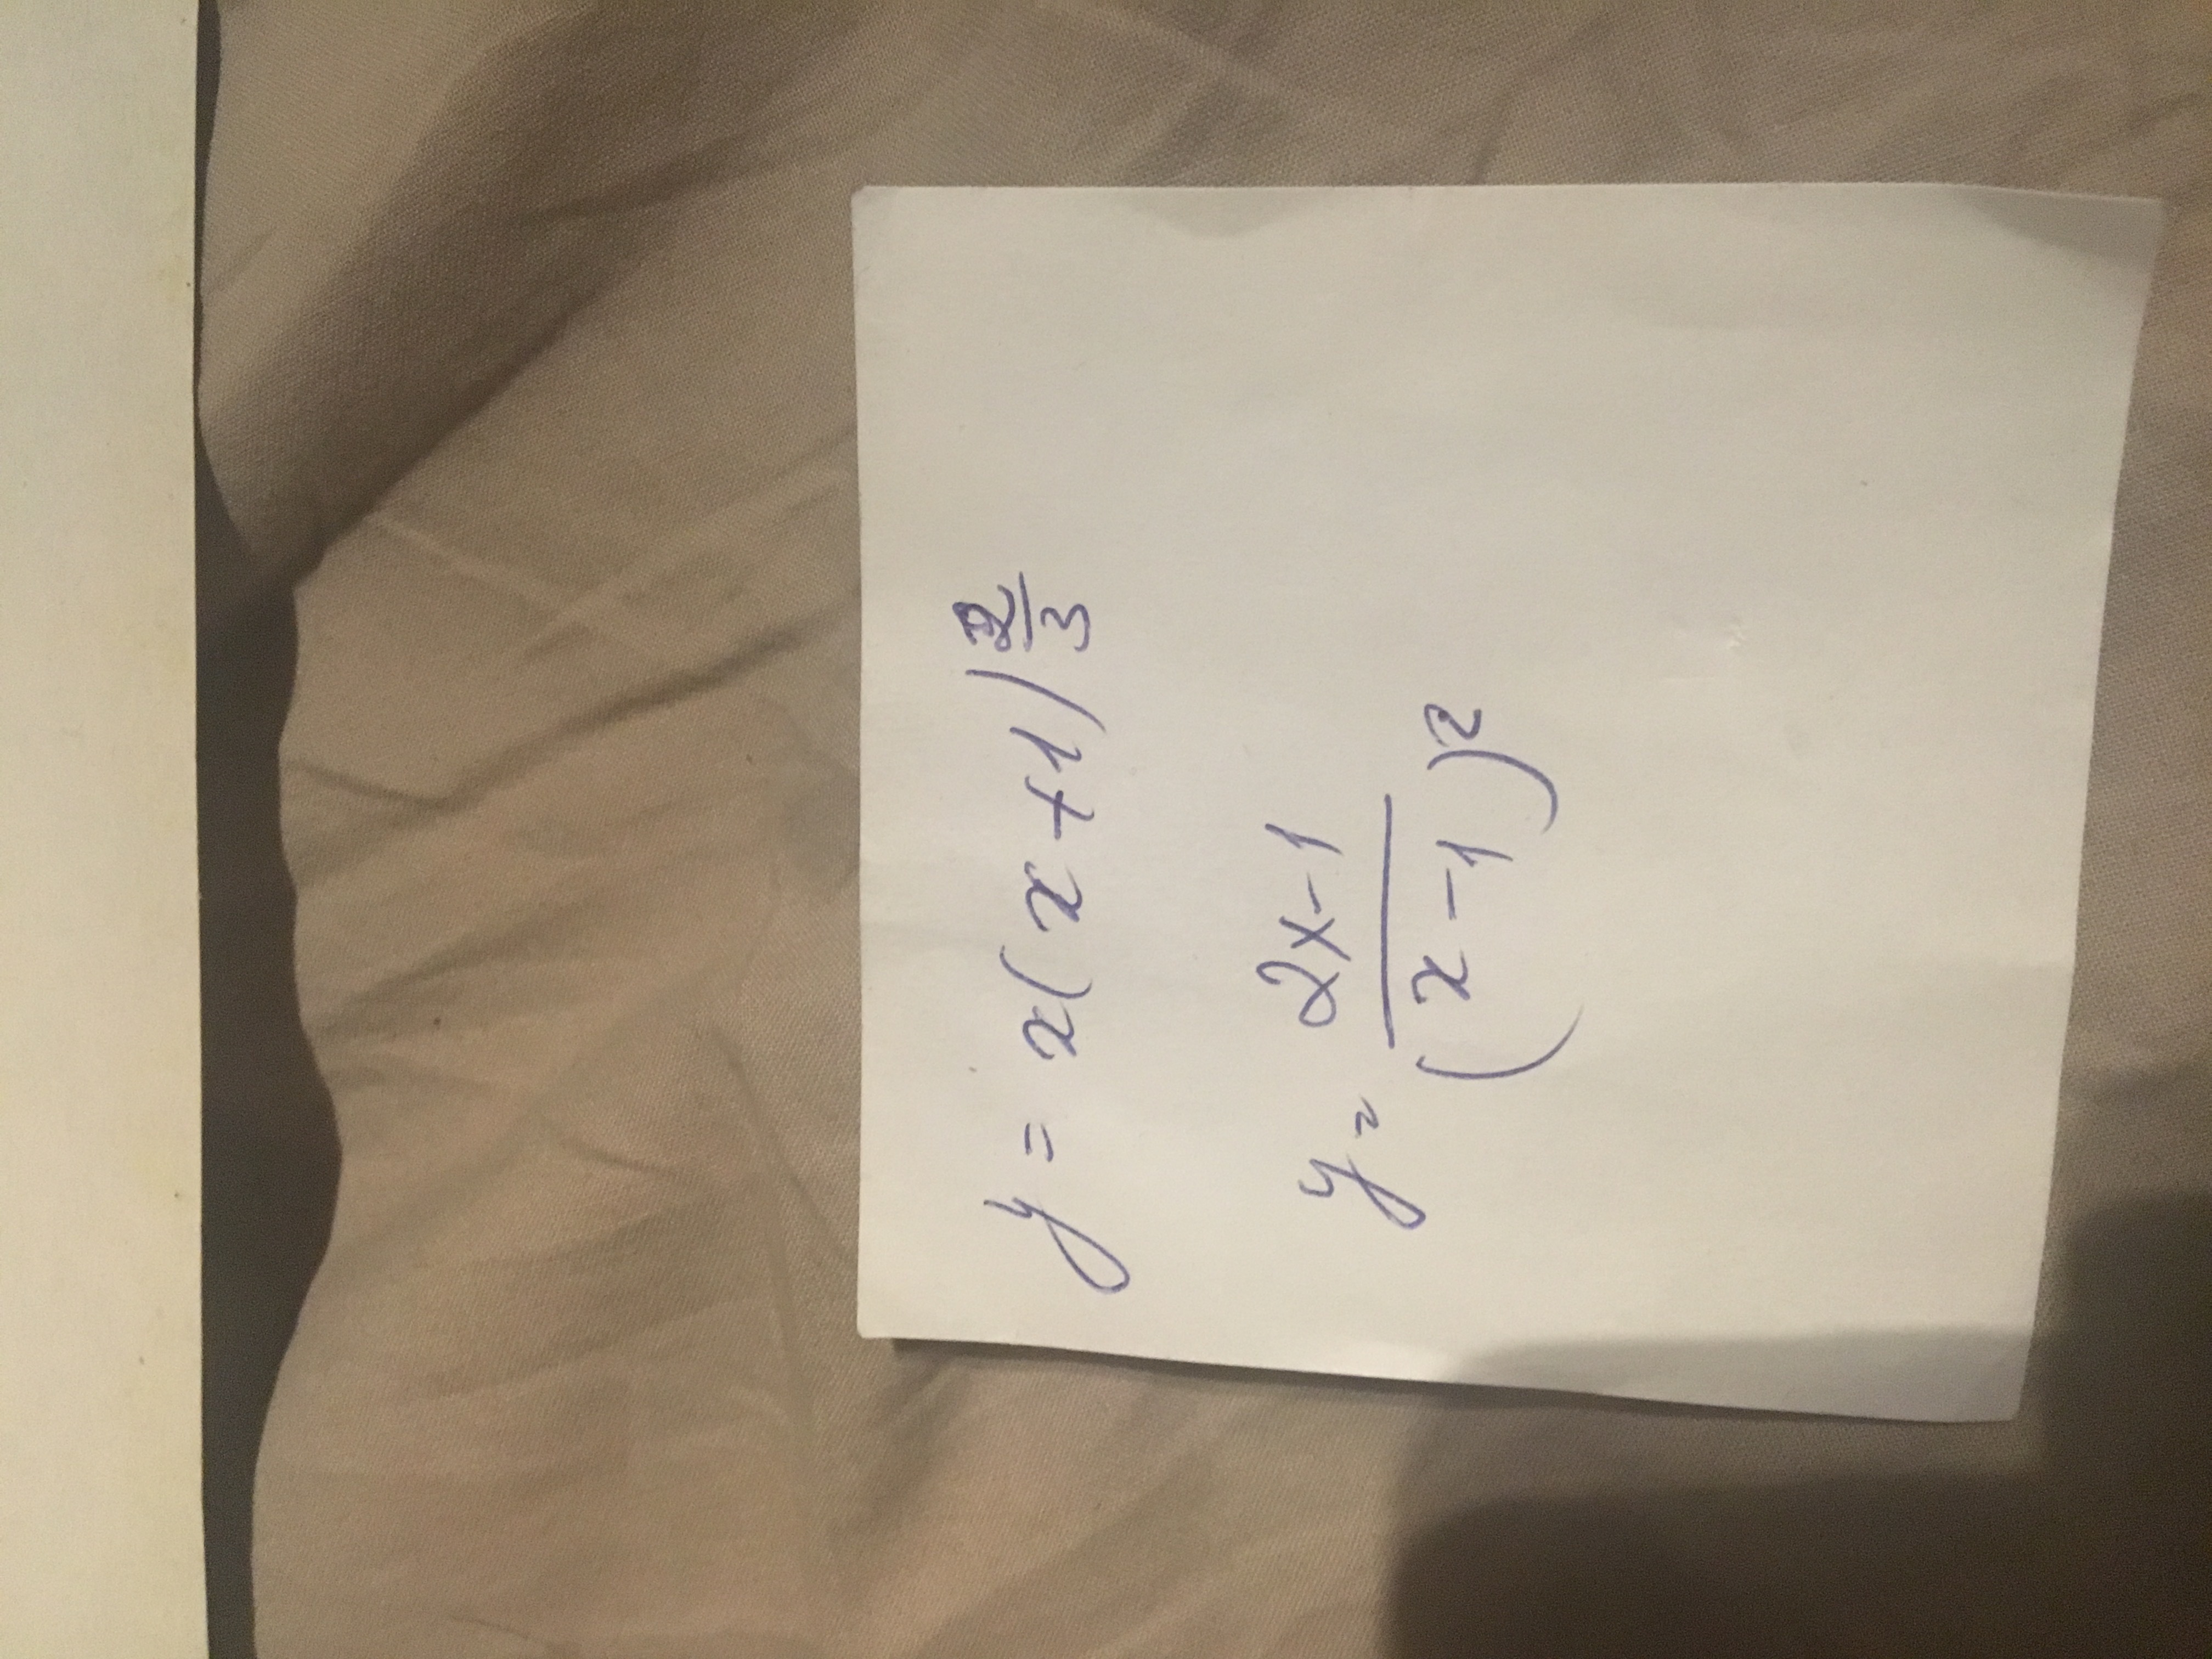 y = x(x+1)^2/3
y = 2x-1/(x-1)^2